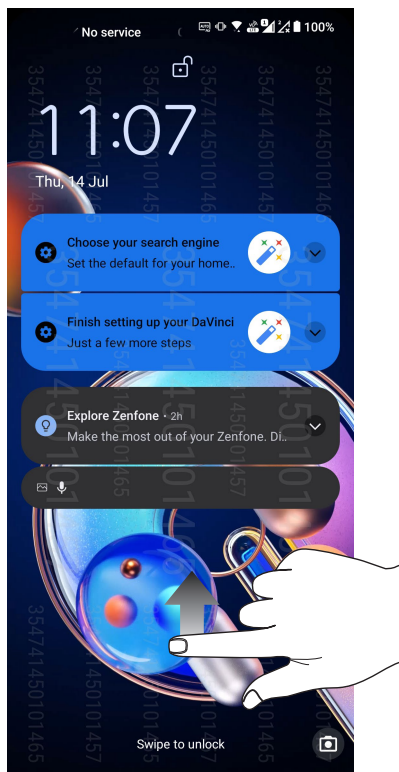 No service
100%
11:07
Thu, 14 Jul
Choose your search engine
Set the default for your home..
Finish setting up your DaVinci
Just a few more steps
Explore Zenfone • 2h
Make the most out of your Zenfone. Di..
Swipe to unlock
354741450101465
354741450101457